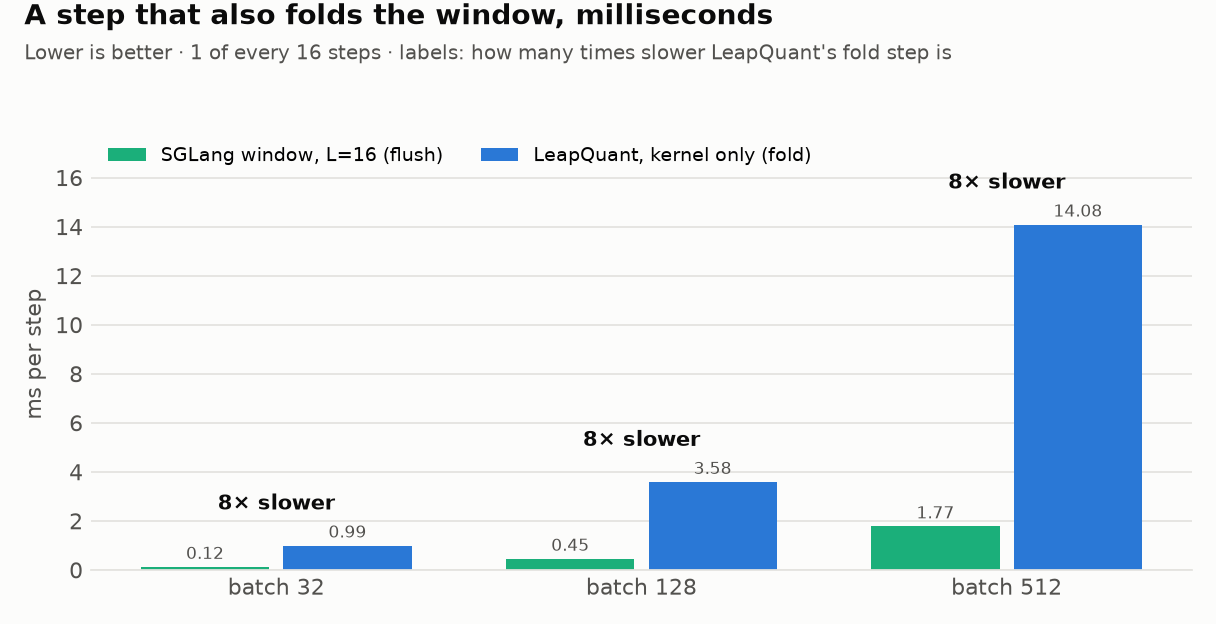 A step that also folds the window, milliseconds
Lower is better · 1 of every 16 steps · labels: how many times slower LeapQuant's fold step is
SGLang window, L=16 (flush)
LeapQuant, kernel only (fold)
ms per step
16
14
12
10
8
6
4
2
0
8× slower
0.12
0.99
8× slower
0.45
3.58
8× slower
1.77
14.08
batch 32
batch 128
batch 512